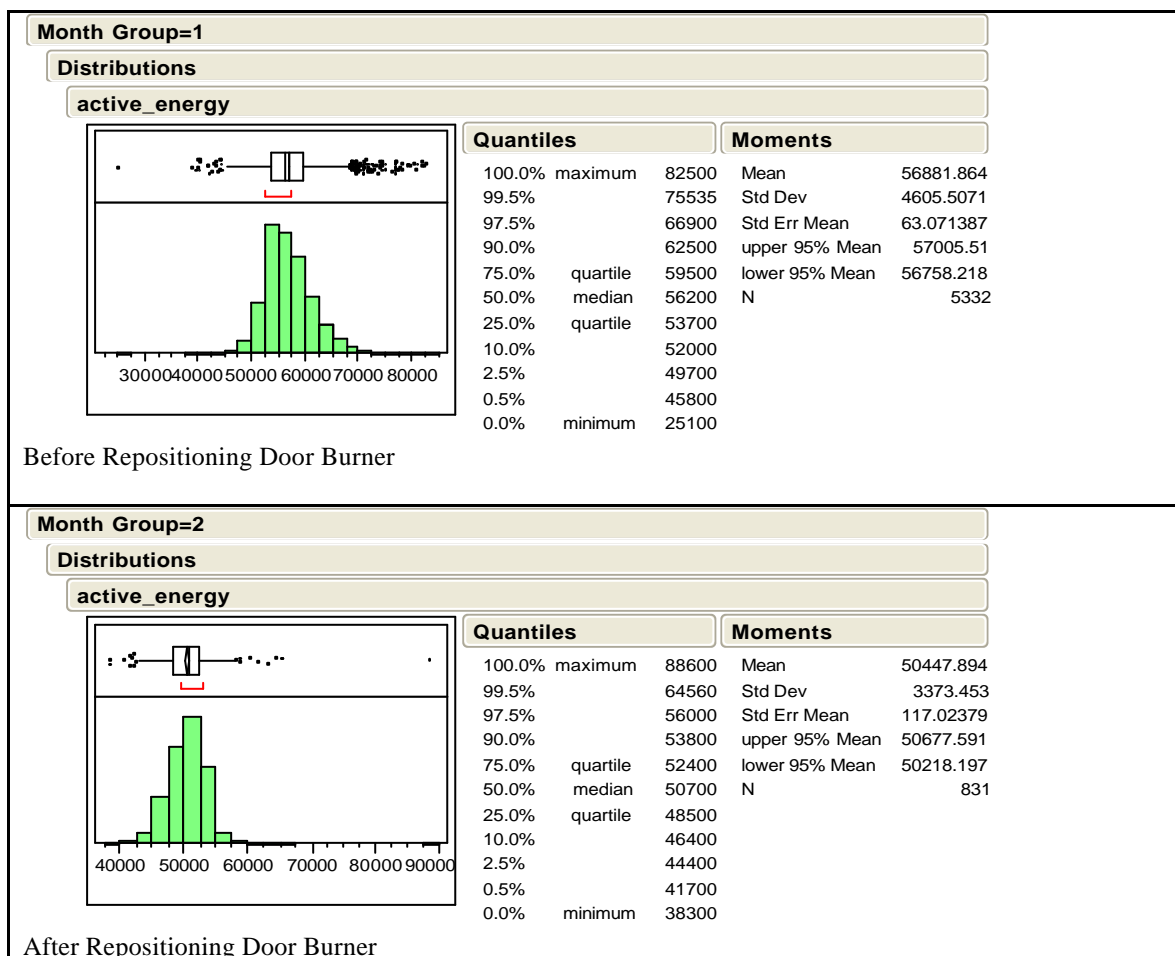 Month Group=1
Distributions
active_energy
Quantiles
100.0% maximum 82500
99.5% 75535
97.5% 66900
90.0% 62500
75.0% quartile 59500
50.0% median 56200
25.0% quartile 53700
10.0% 52000
2.5% 49700
0.5% 45800
0.0% minimum 25100
Moments
Mean 56881.864
Std Dev 4605.5071
Std Err Mean 63.071387
upper 95% Mean 57005.51
lower 95% Mean 56758.218
N 5332
30000 40000 50000 60000 70000 80000
Before Repositioning Door Burner
Month Group=2
Distributions
active_energy
Quantiles
100.0% maximum 88600
99.5% 64560
97.5% 56000
90.0% 53800
75.0% quartile 52400
50.0% median 50700
25.0% quartile 48500
10.0% 46400
2.5% 44400
0.5% 41700
0.0% minimum 38300
Moments
Mean 50447.894
Std Dev 3373.453
Std Err Mean 117.02379
upper 95% Mean 50677.591
lower 95% Mean 50218.197
N 831
40000 50000 60000 70000 80000 90000
After Repositioning Door Burner